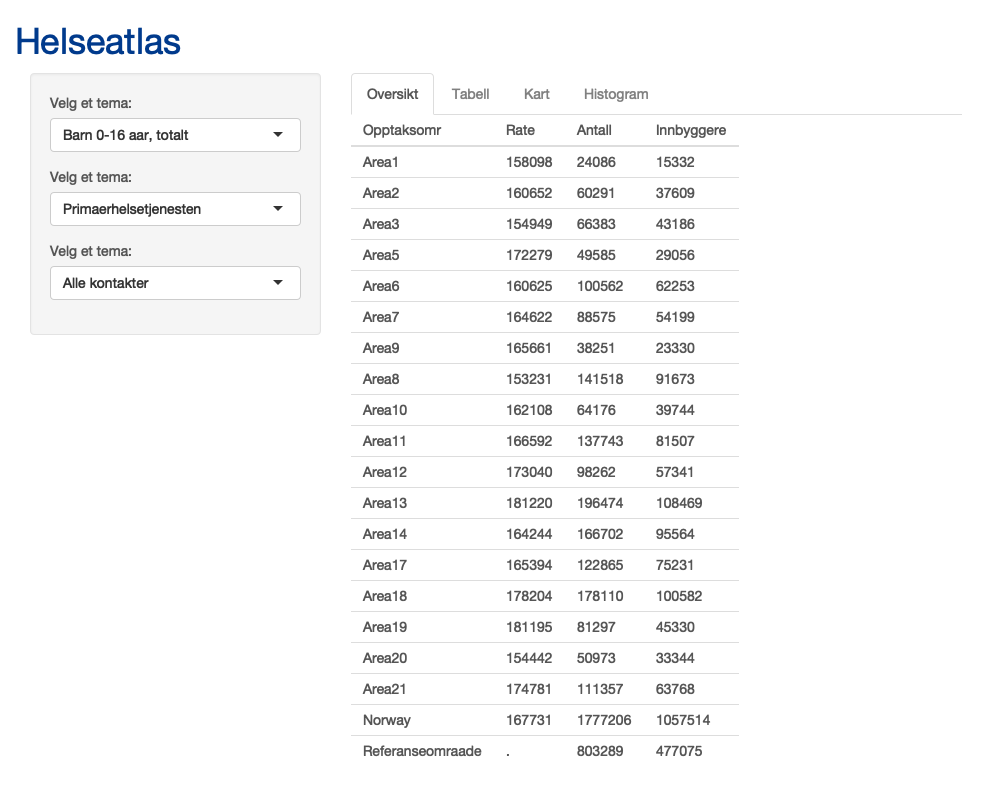 Helseatlas
Velg et tema:
Barn 0-16 aar, totalt
Velg et tema:
Primaerhelsetjenesten
Velg et tema:
Alle kontakter
Oversikt Tabell Kart Histogram
Opptaksomr Rate Antall Innbyggere
Area1 158098 24086 15332
Area2 160652 60291 37609
Area3 154949 66383 43186
Area5 172279 49585 29056
Area6 160625 100562 62253
Area7 164622 88575 54199
Area9 165661 38251 23330
Area8 153231 141518 91673
Area10 162108 64176 39744
Area11 166592 137743 81507
Area12 173040 98262 57341
Area13 181220 196474 108469
Area14 164244 166702 95564
Area17 165394 122865 75231
Area18 178204 178110 100582
Area19 181195 81297 45330
Area20 154442 50973 33344
Area21 174781 111357 63768
Norway 167731 1777206 1057514
Referanseomraade . 803289 477075